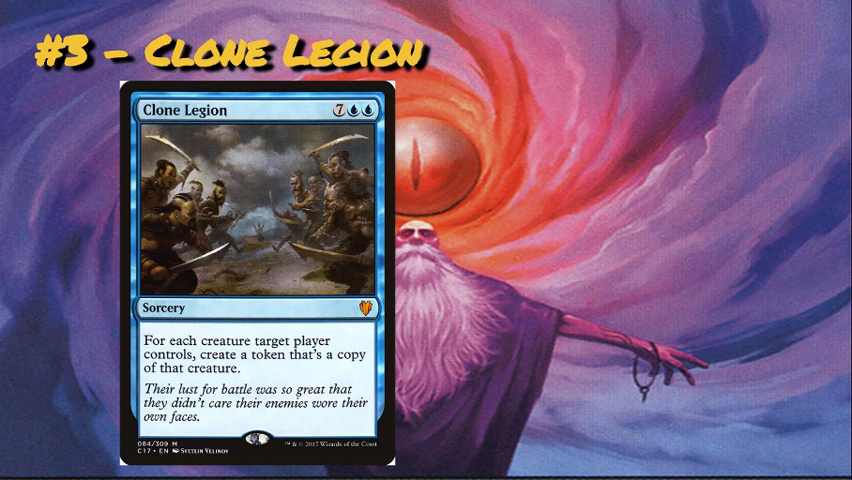 #3 - Clone Legion
Clone Legion 7
Sorcery
For each creature target player
controls, create a token that's a copy
of that creature.
Their lust for battle was so great that
they didn't care their enemies wore their
own faces.
084/309 M
C17 • EN Svetlin Velinov
™ & © 2017 Wizards of the Coast